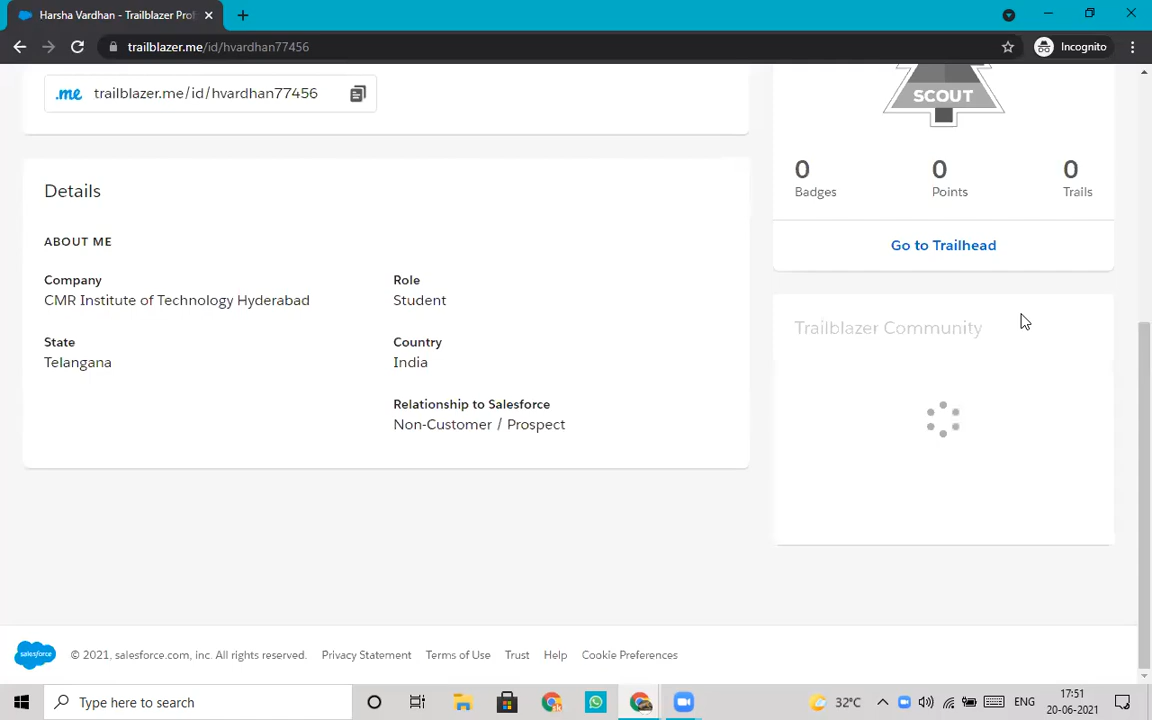 Harsha Vardhan - Trailblazer Pro
trailblazer.me/id/hvardhan77456
Incognito
.me trailblazer.me/id/hvardhan77456
SCOUT
0 0 0
Badges Points Trails
Go to Trailhead
Details
ABOUT ME
Company Role
CMR Institute of Technology Hyderabad Student
State Country
Telangana India
Relationship to Salesforce
Non-Customer / Prospect
Trailblazer Community
salesforce © 2021, salesforce.com, inc. All rights reserved. Privacy Statement Terms of Use Trust Help Cookie Preferences
Type here to search
32°C
ENG
17:51
20-06-2021